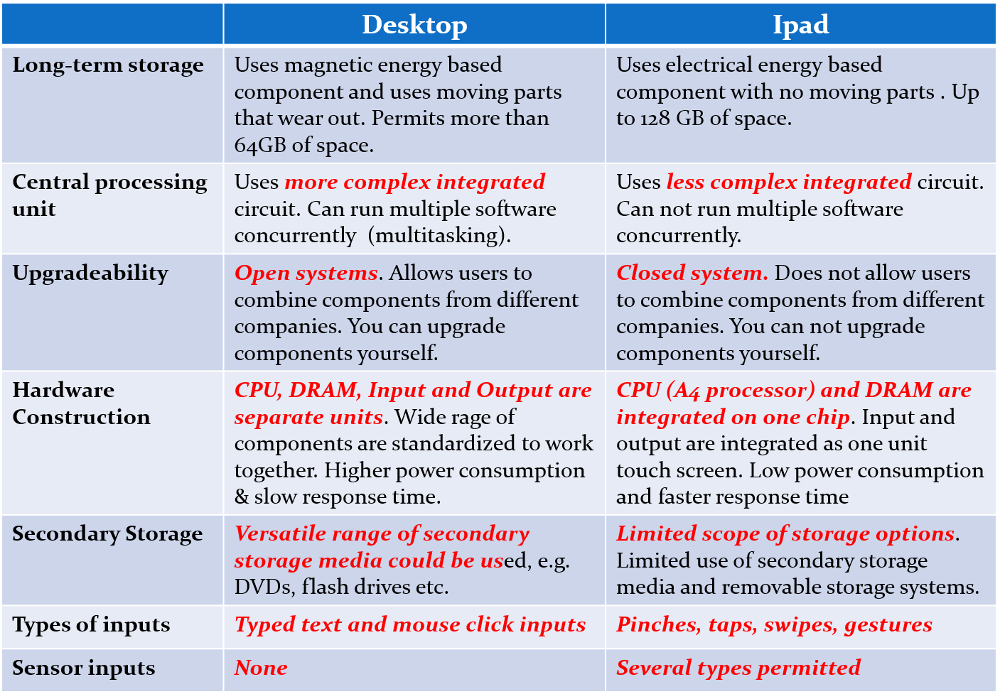 Desktop
Ipad
Long-term storage
Uses magnetic energy based
component and uses moving parts
that wear out. Permits more than
64GB of space.
Uses electrical energy based
component with no moving parts . Up
to 128 GB of space.
Central processing
unit
Uses more complex integrated
circuit. Can run multiple software
concurrently (multitasking).
Uses less complex integrated circuit.
Can not run multiple software
concurrently.
Upgradeability
Open systems. Allows users to
combine components from different
companies. You can upgrade
components yourself.
Closed system. Does not allow users
to combine components from different
companies. You can not upgrade
components yourself.
Hardware
Construction
CPU, DRAM, Input and Output are
separate units. Wide rage of
components are standardized to work
together. Higher power consumption
& slow response time.
CPU (A4 processor) and DRAM are
integrated on one chip. Input and
output are integrated as one unit
touch screen. Low power consumption
and faster response time
Secondary Storage
Versatile range of secondary
storage media could be used, e.g.
DVDs, flash drives etc.
Limited scope of storage options.
Limited use of secondary storage
media and removable storage systems.
Types of inputs
Typed text and mouse click inputs
Pinches, taps, swipes, gestures
Sensor inputs
None
Several types permitted